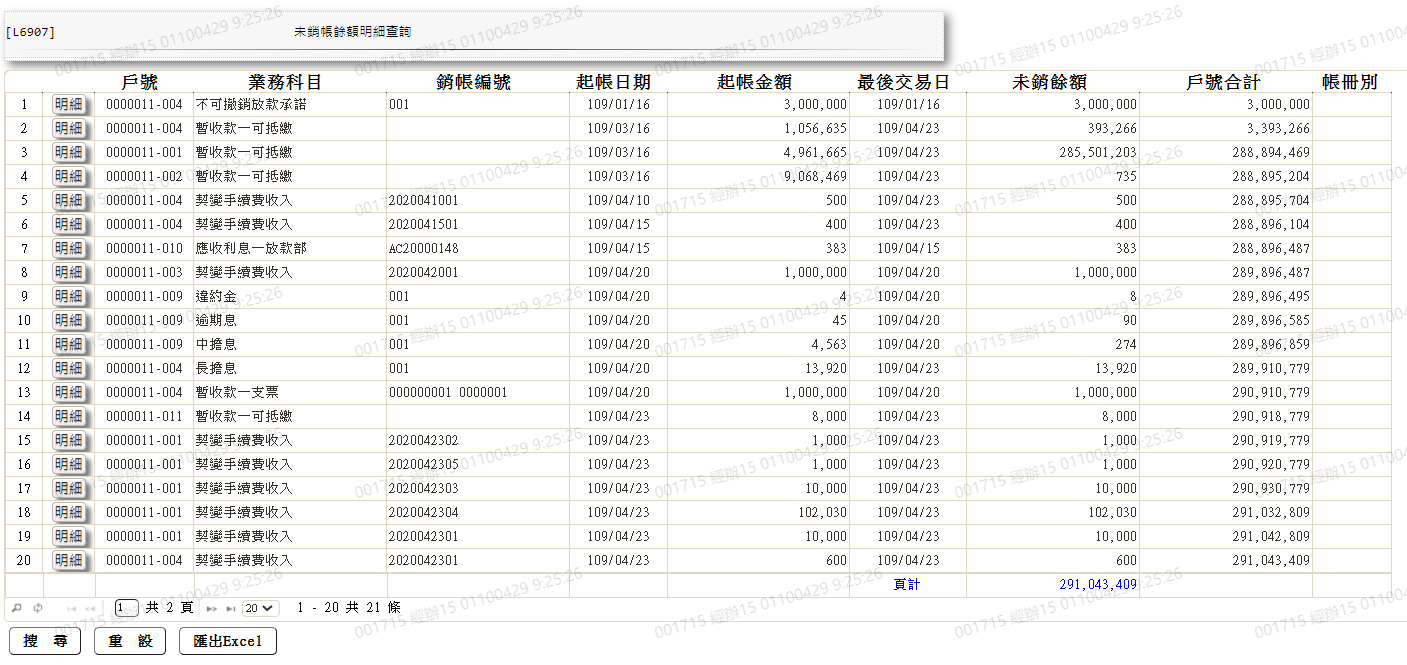 [L6907] 未銷帳餘額明細查詢
戶號 業務科目 銷帳編號 起帳日期 起帳金額 最後交易日 未銷餘額 戶號合計 帳冊別
1 明細 0000011-004 不可撤銷放款承諾 001 109/01/16 3,000,000 109/01/16 3,000,000 3,000,000
2 明細 0000011-004 暫收款一可抵繳 109/03/16 1,056,635 109/04/23 393,266 3,393,266
3 明細 0000011-001 暫收款一可抵繳 109/03/16 4,961,665 109/04/23 285,501,203 288,894,469
4 明細 0000011-002 暫收款一可抵繳 109/03/16 9,068,469 109/04/23 735 288,895,204
5 明細 0000011-004 契變手續費收入 2020041001 109/04/10 500 109/04/23 500 288,895,704
6 明細 0000011-004 契變手續費收入 2020041501 109/04/15 400 109/04/23 400 288,896,104
7 明細 0000011-010 應收利息一放款部 AC20000148 109/04/15 383 109/04/15 383 288,896,487
8 明細 0000011-003 契變手續費收入 2020042001 109/04/20 1,000,000 109/04/20 1,000,000 289,896,487
9 明細 0000011-009 違約金 001 109/04/20 4 109/04/20 8 289,896,495
10 明細 0000011-009 逾期息 001 109/04/20 45 109/04/20 90 289,896,585
11 明細 0000011-009 中擔息 001 109/04/20 4,563 109/04/20 274 289,896,859
12 明細 0000011-004 長擔息 001 109/04/20 13,920 109/04/20 13,920 289,910,779
13 明細 0000011-004 暫收款一支票 000000001 0000001 109/04/20 1,000,000 109/04/20 1,000,000 290,910,779
14 明細 0000011-011 暫收款一可抵繳 109/04/23 8,000 109/04/23 8,000 290,918,779
15 明細 0000011-001 契變手續費收入 2020042302 109/04/23 1,000 109/04/23 1,000 290,919,779
16 明細 0000011-001 契變手續費收入 2020042305 109/04/23 1,000 109/04/23 1,000 290,920,779
17 明細 0000011-001 契變手續費收入 2020042303 109/04/23 10,000 109/04/23 10,000 290,930,779
18 明細 0000011-001 契變手續費收入 2020042304 109/04/23 102,030 109/04/23 102,030 291,032,809
19 明細 0000011-001 契變手續費收入 2020042301 109/04/23 10,000 109/04/23 10,000 291,042,809
20 明細 0000011-004 契變手續費收入 2020042301 109/04/23 600 109/04/23 600 291,043,409
頁計 291,043,409
1 共 2 頁 20 1 - 20 共 21 條
搜 尋 重 設 匯出Excel
001715 經辦15 01100429 9:25:26